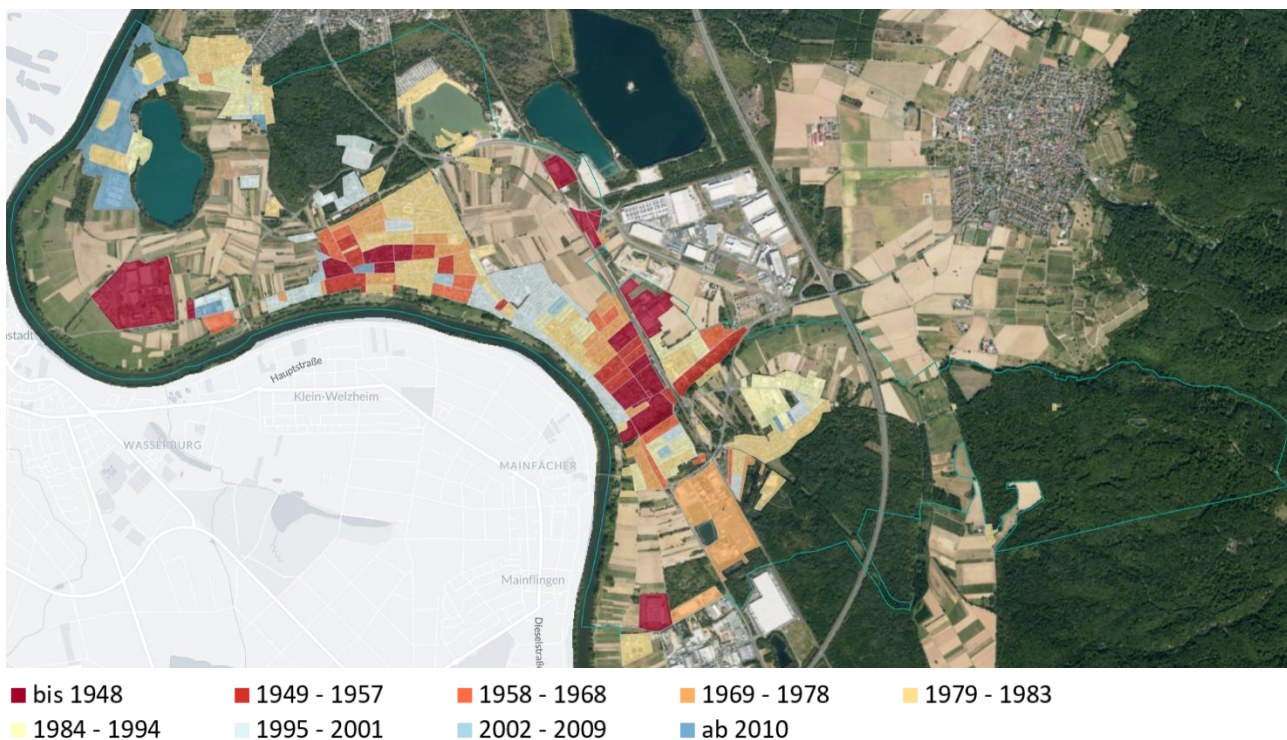 nstadt
Hauptstraße
Klein-Welzheim
WASSERBURG
MAINFÄCHER
Mainflingen
Dieselstraße
bis 1948 1949 - 1957 1958 - 1968 1969 - 1978 1979 - 1983
1984 - 1994 1995 - 2001 2002 - 2009 ab 2010